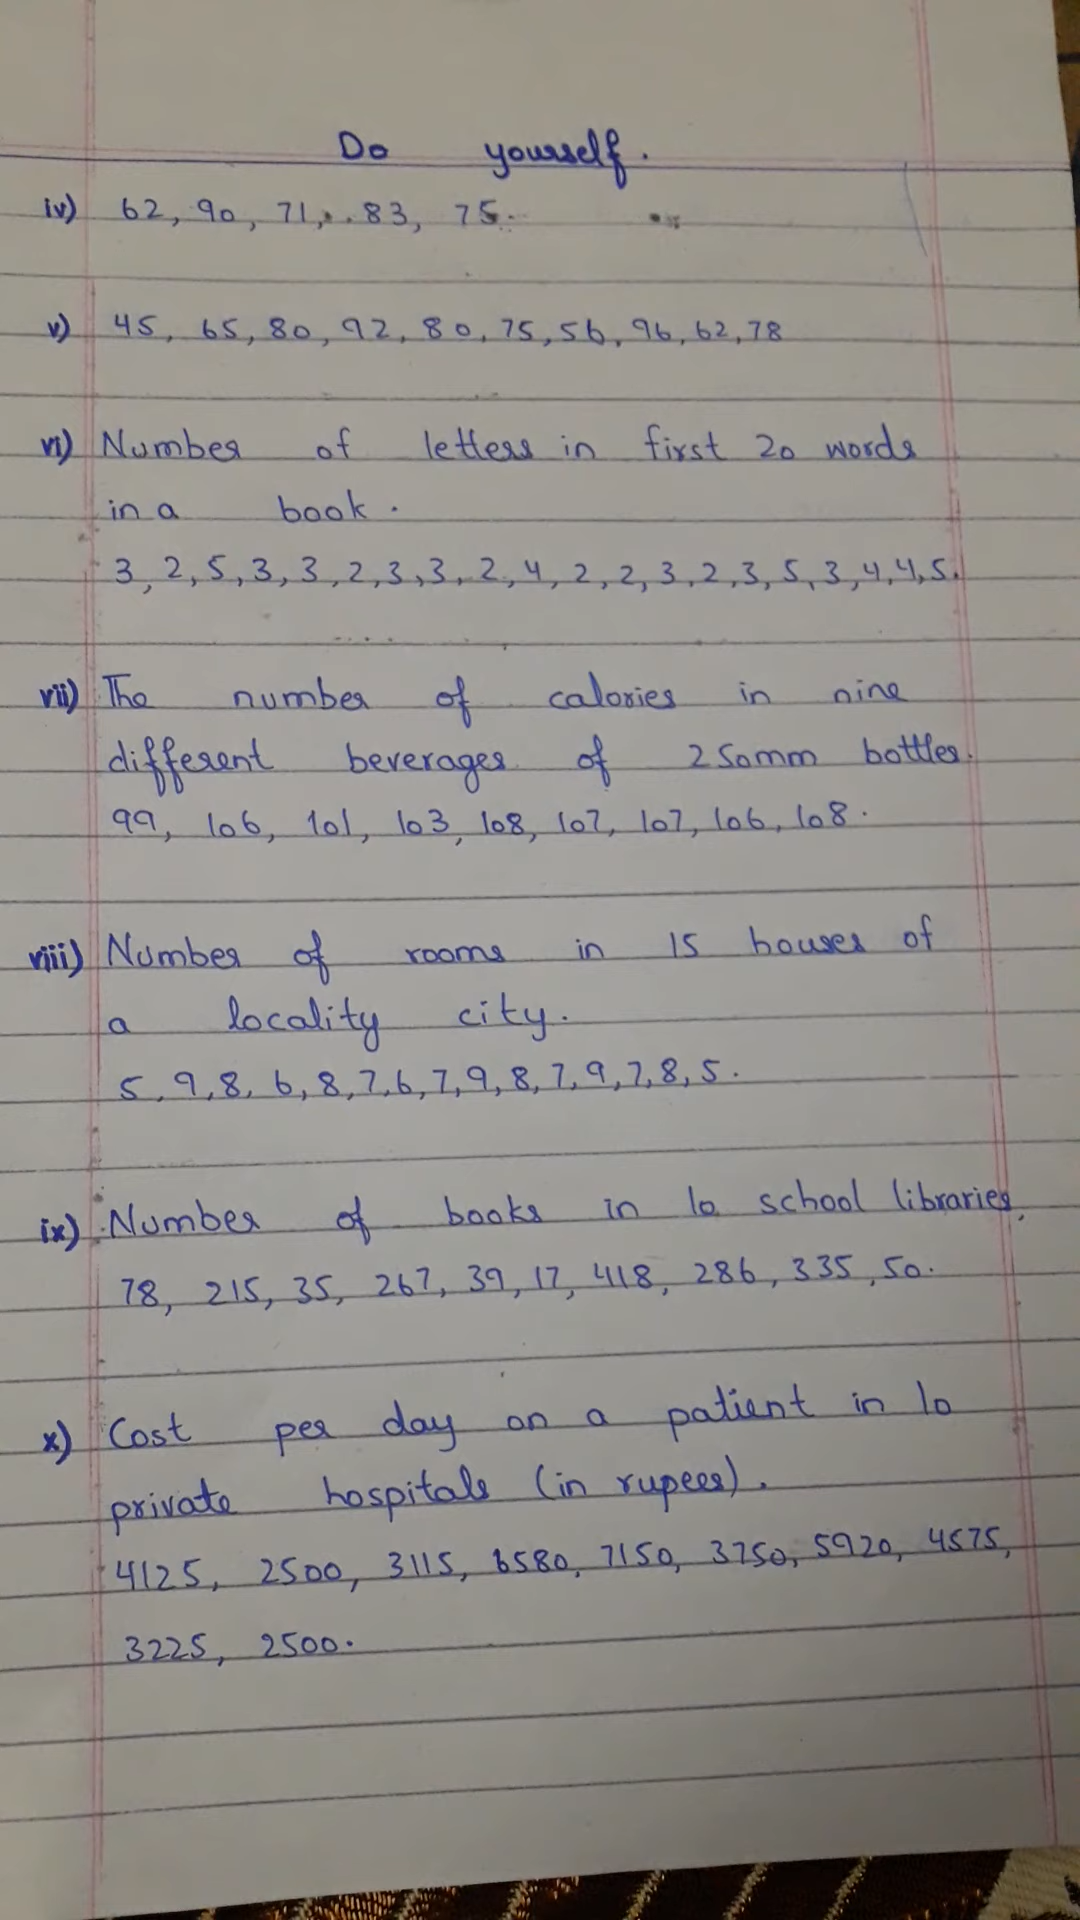 Do yourself.
iv) 62, 90, 71, 83, 75.
v) 45, 65, 80, 92, 80, 75, 56, 96, 62, 78
vi) Number of letters in first 20 words
in a book.
3, 2, 5, 3, 3, 2, 3, 3, 2, 4, 2, 2, 3, 2, 3, 5, 3, 4, 4, 5.
vii) The number of calories in nine
different beverages of 250mm bottles.
99, 106, 101, 103, 108, 107, 107, 106, 108.
viii) Number of rooms in 15 houses of
a locality city.
5, 9, 8, 6, 8, 7, 6, 7, 9, 8, 7, 9, 7, 8, 5.
ix) Number of books in 10 school libraries.
78, 215, 35, 267, 39, 17, 418, 286, 335, 50.
x) Cost per day on a patient in 10
private hospitals (in rupees).
4125, 2500, 3115, 6580, 7150, 3750, 5920, 4575,
3225, 2500.